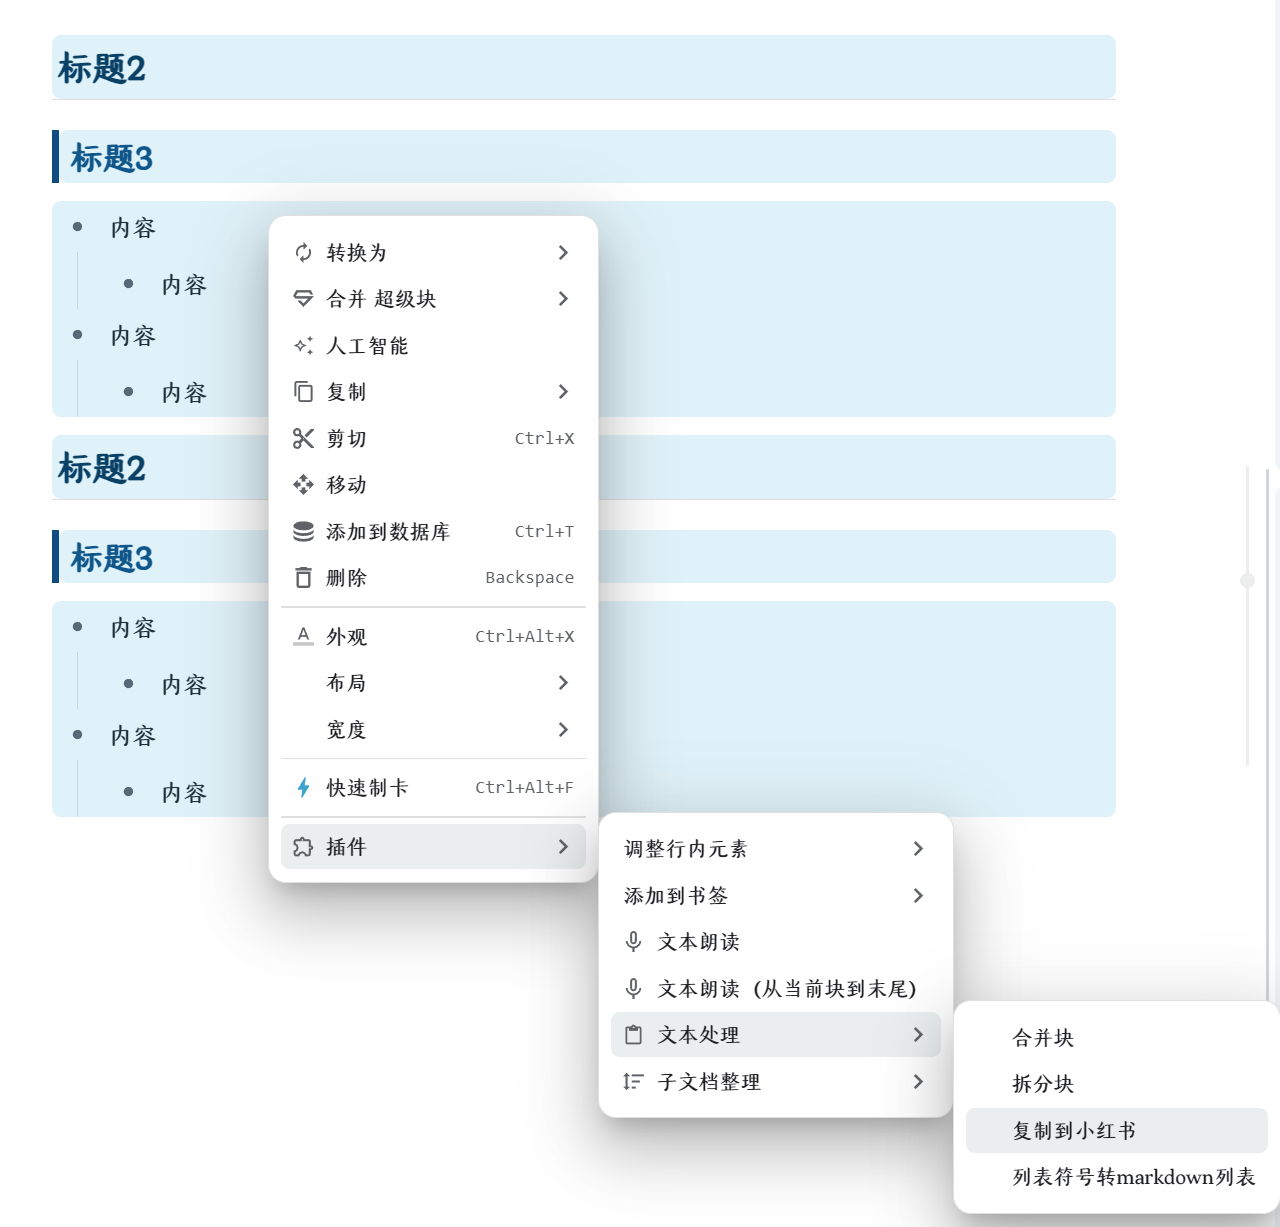 标题2
标题3
内容
内容
内容
内容
标题2
标题3
内容
内容
内容
内容
转换为
合并 超级块
人工智能
复制
剪切 Ctrl+X
移动
添加到数据库 Ctrl+T
删除 Backspace
外观 Ctrl+Alt+X
布局
宽度
快速制卡 Ctrl+Alt+F
插件
调整行内元素
添加到书签
文本朗读
文本朗读（从当前块到末尾）
文本处理
子文档整理
合并块
拆分块
复制到小红书
列表符号转markdown列表